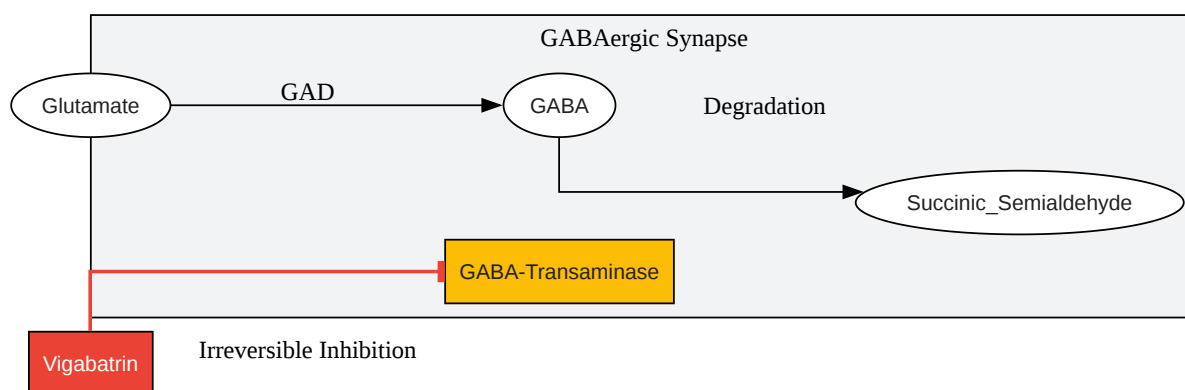 GABAergic Synapse
Glutamate
GAD
GABA
Degradation
Succinic_Semialdehyde
GABA-Transaminase
Irreversible Inhibition
Vigabatrin